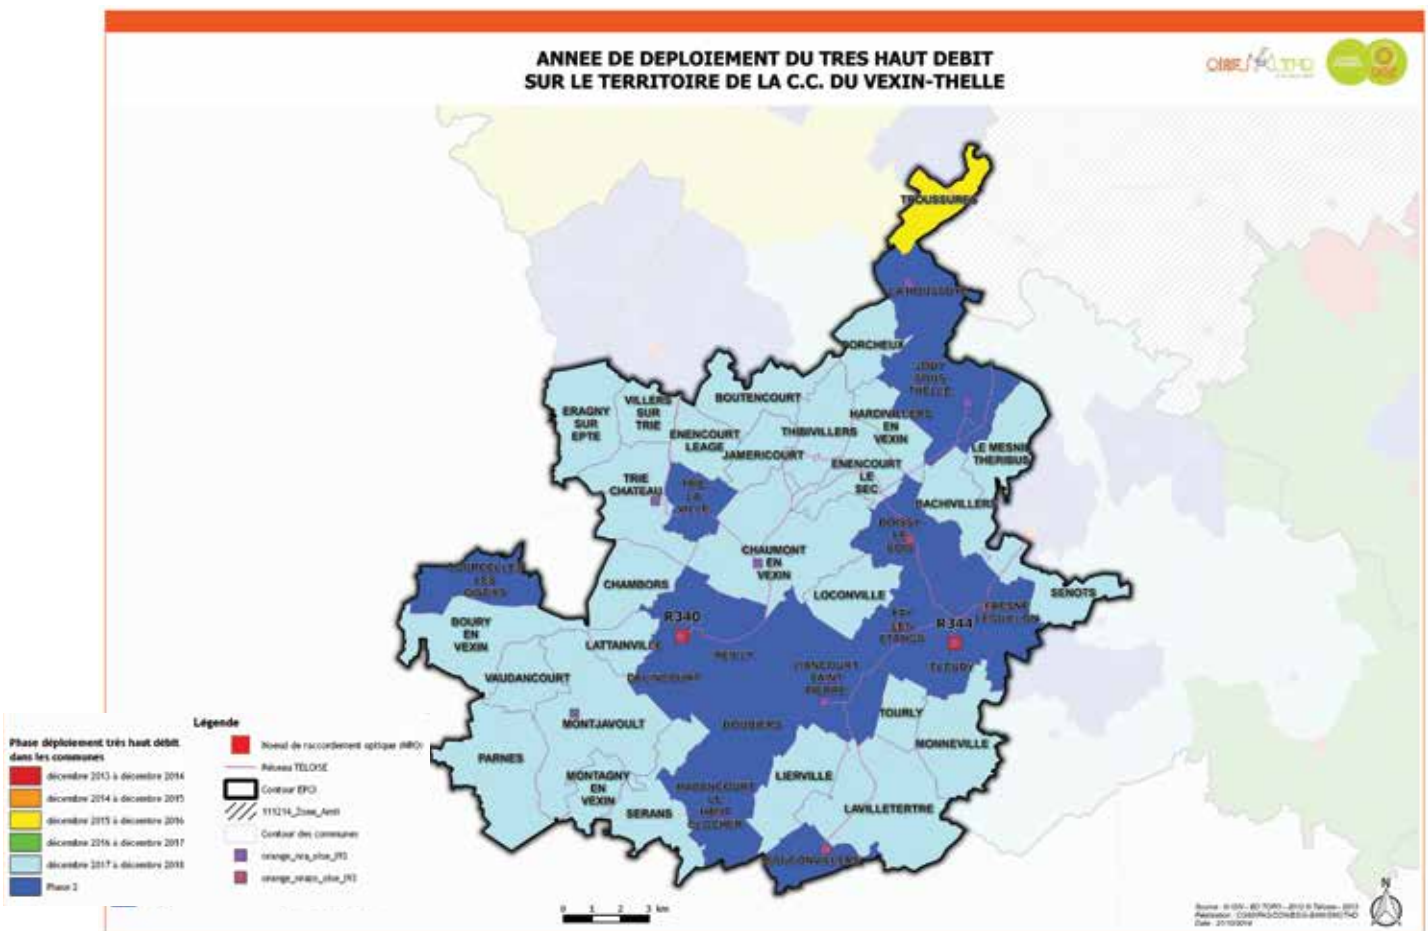 ANNEE DE DEPLOIEMENT DU TRES HAUT DEBIT
SUR LE TERRITOIRE DE LA C.C. DU VEXIN-THELLE
TROUSSURES
LA HOUSSOYE
PORCHEUX
JOUY
SOUS
THELLE
BOUTENCOURT
VILLERS
SUR
TRIE
ERAGNY
SUR
EPTE
HARDIVILLERS
EN
VEXIN
THIBIVILLERS
ENENCOURT
LEAGE
JAMERICOURT
LE MESNIL
THERIBUS
ENENCOURT
LE
SEC
TRIE
CHATEAU
TRIE
LA
VILLE
BACHIVILLERS
BOISSY
LE
BOIS
CHAUMONT
EN
VEXIN
COURCELLES
LES
GISORS
CHAMBORS
LOCONVILLE
SENOTS
FRESNE
LEGUILLON
BOURY
EN
VEXIN
R340
R344
LATTAINVILLE
REILLY
LIANCOURT
SAINT
PIERRE
FLEURY
DELINCOURT
VAUDANCOURT
TOURLY
MONTJAVOULT
BOUBIERS
MONNEVILLE
PARNES
MONTAGNY
EN
VEXIN
LIERVILLE
HADANCOURT
LE
HAUT
CLOCHER
SERANS
LAVILLETERTRE
BOUCONVILLERS
Légende
Phase déploiement très haut débit
dans les communes
décembre 2013 à décembre 2014
décembre 2014 à décembre 2015
décembre 2015 à décembre 2016
décembre 2016 à décembre 2017
décembre 2017 à décembre 2018
Phase 2
Noeud de raccordement optique (NRO)
Réseau TELOISE
Contour EPCI
111214_Zone_Amii
Contour des communes
0 1 2 3 km
N